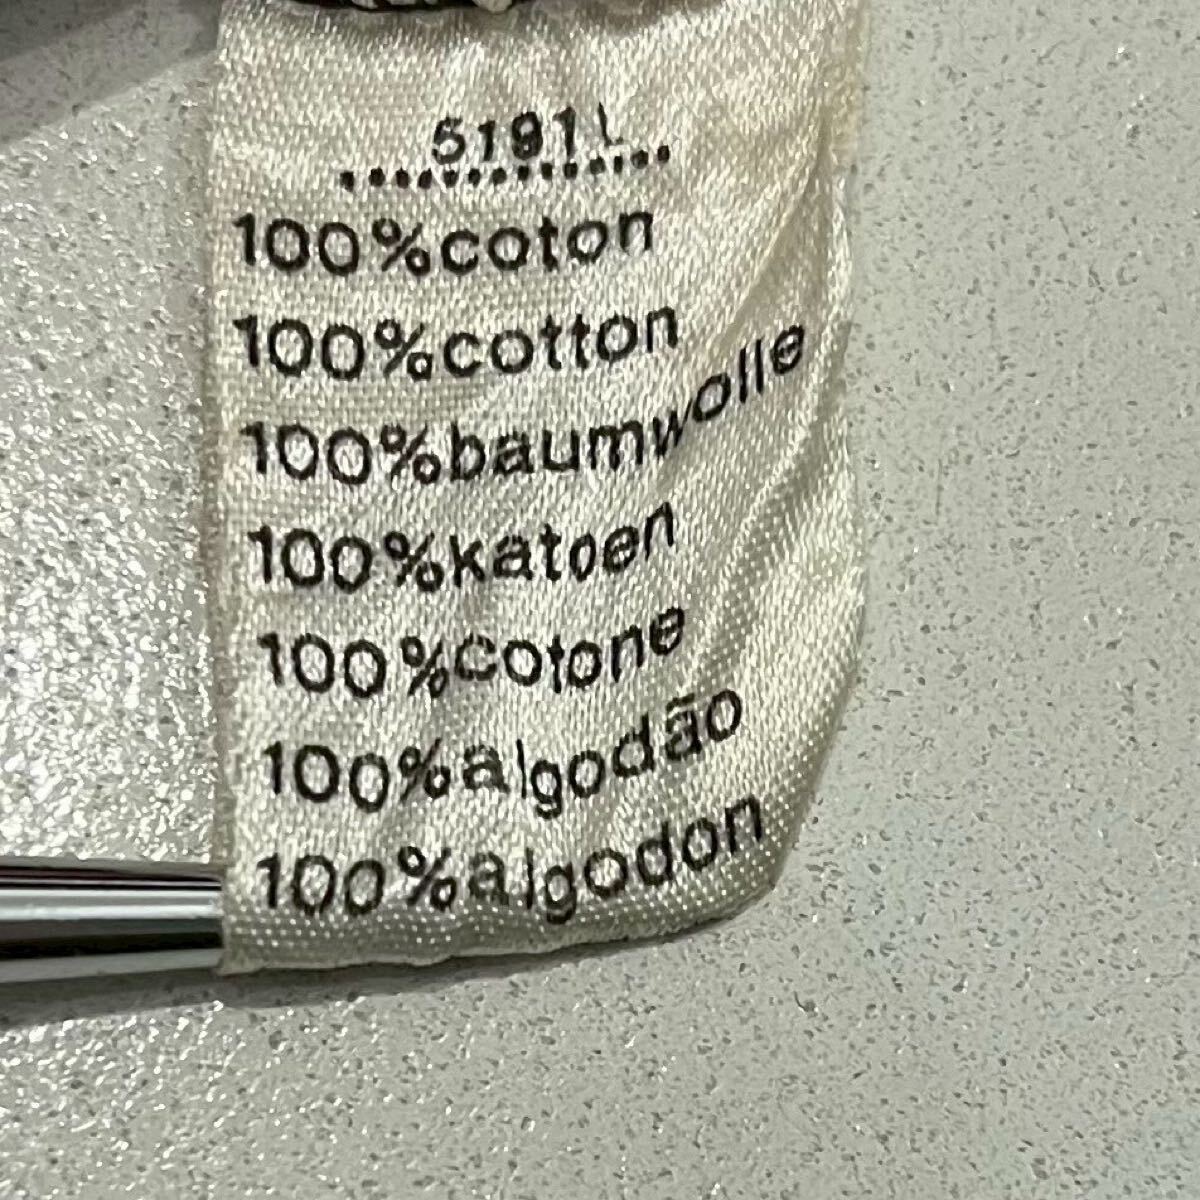 5191L
100%coton
100%cotton
100%baumwolle
100%katoen
100%cotone
100%algodão
100%algodon